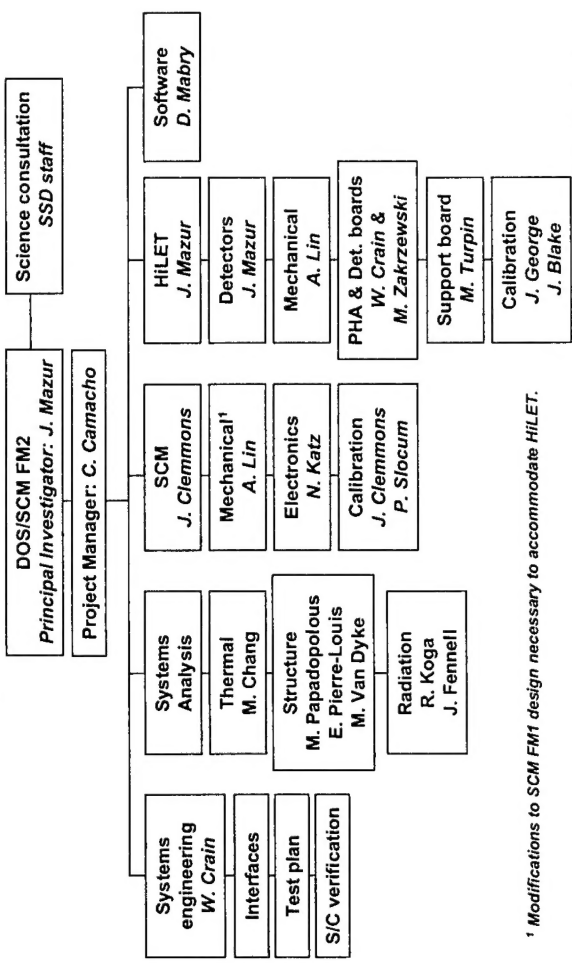 DOS/SCM FM2
Principal Investigator: J. Mazur
Science consultation
SSD staff
Project Manager: C. Camacho
Systems
engineering
W. Crain
Interfaces
Test plan
S/C verification
Systems
Analysis
Thermal
M. Chang
Structure
M. Papadopolous
E. Pierre-Louis
M. Van Dyke
Radiation
R. Koga
J. Fennell
SCM
J. Clemmons
Mechanical¹
A. Lin
Electronics
N. Katz
Calibration
J. Clemmons
P. Slocum
HiLET
J. Mazur
Detectors
J. Mazur
Mechanical
A. Lin
PHA & Det. boards
W. Crain &
M. Zakrzewski
Support board
M. Turpin
Calibration
J. George
J. Blake
Software
D. Mabry
¹ Modifications to SCM FM1 design necessary to accommodate HiLET.